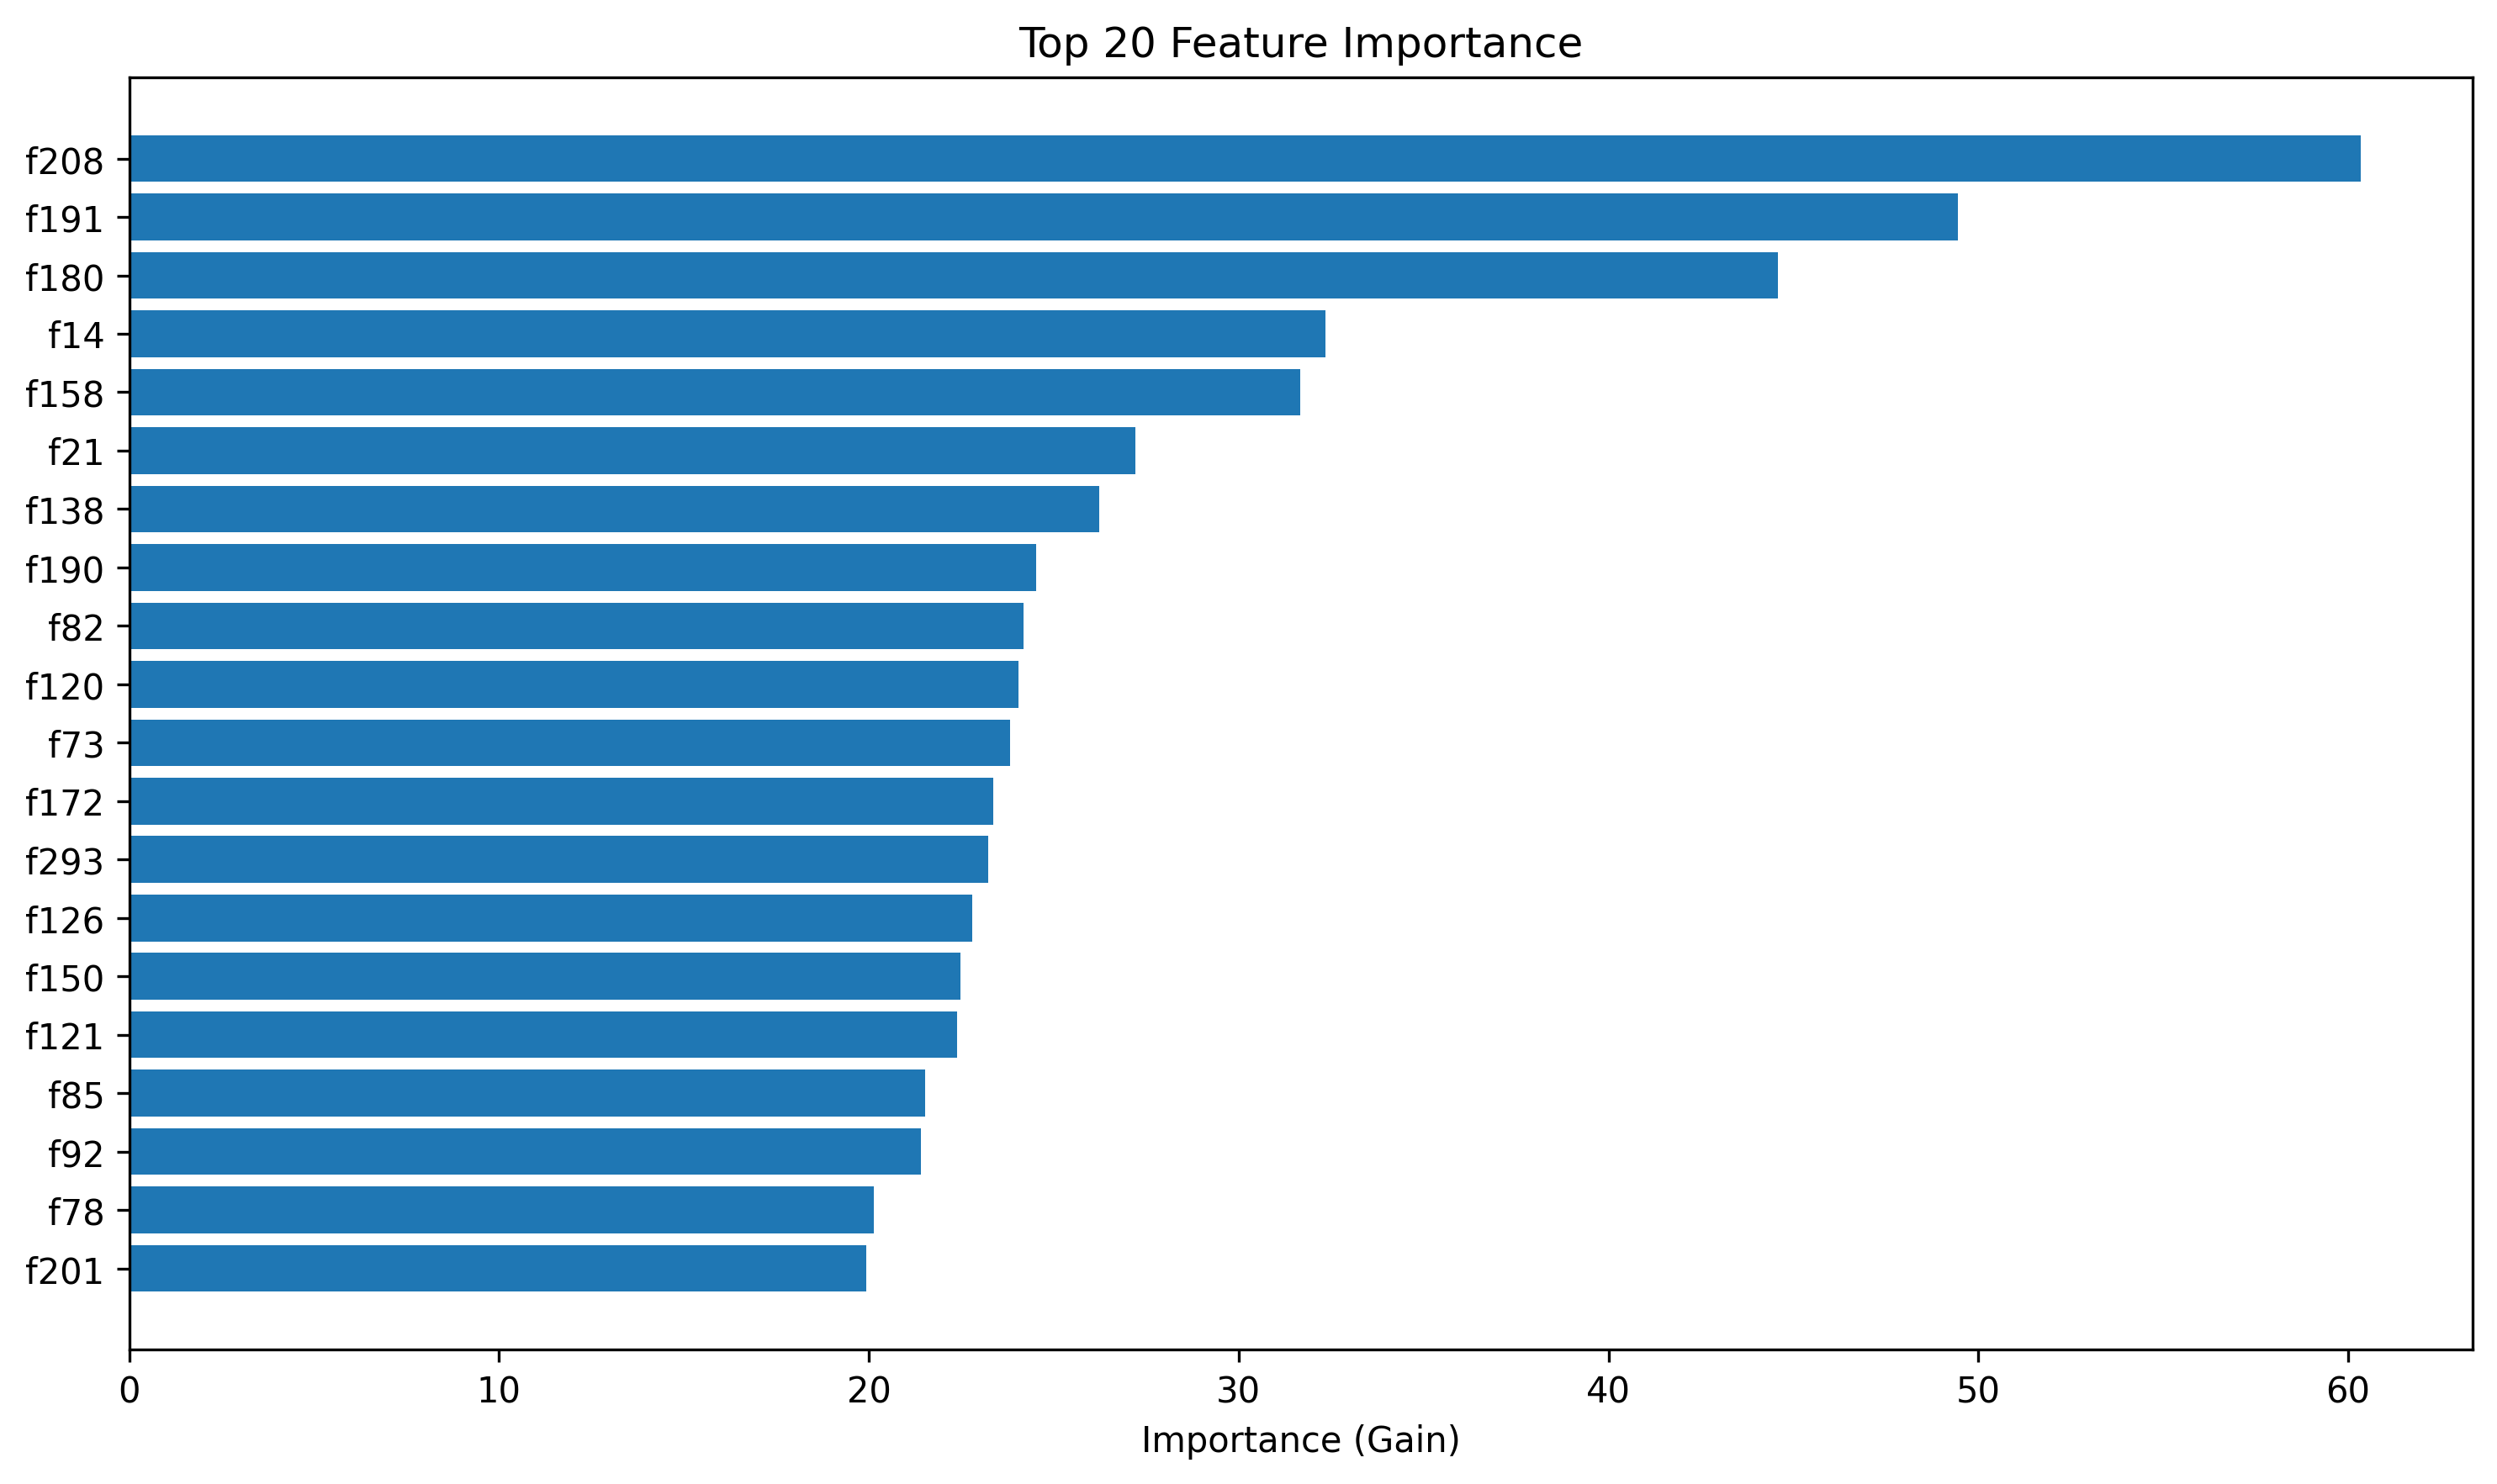 Top 20 Feature Importance
f208
f191
f180
f14
f158
f21
f138
f190
f82
f120
f73
f172
f293
f126
f150
f121
f85
f92
f78
f201
0 10 20 30 40 50 60
Importance (Gain)